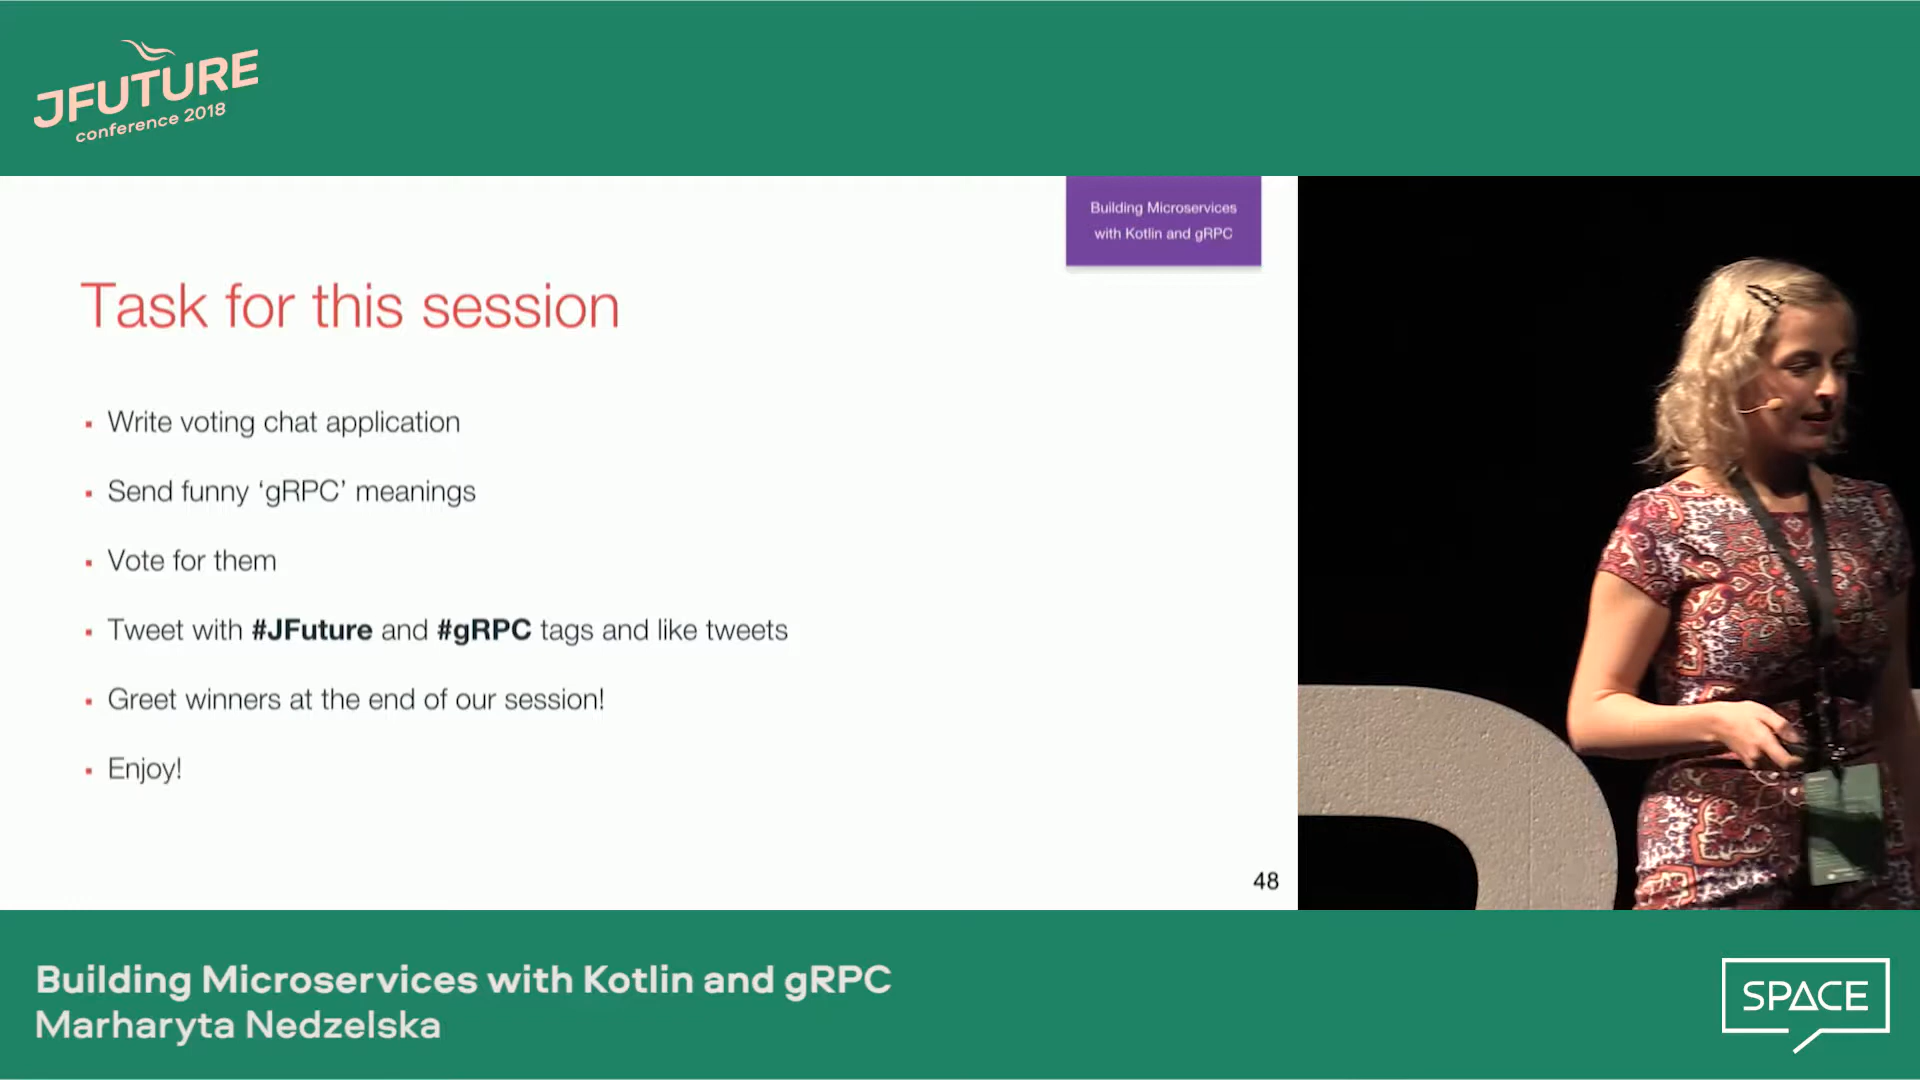 JFUTURE
conference 2018
Building Microservices
with Kotlin and gRPC
Task for this session
▪ Write voting chat application
▪ Send funny ‘gRPC’ meanings
▪ Vote for them
▪ Tweet with #JFuture and #gRPC tags and like tweets
▪ Greet winners at the end of our session!
▪ Enjoy!
48
Building Microservices with Kotlin and gRPC
Marharyta Nedzelska
SPACE